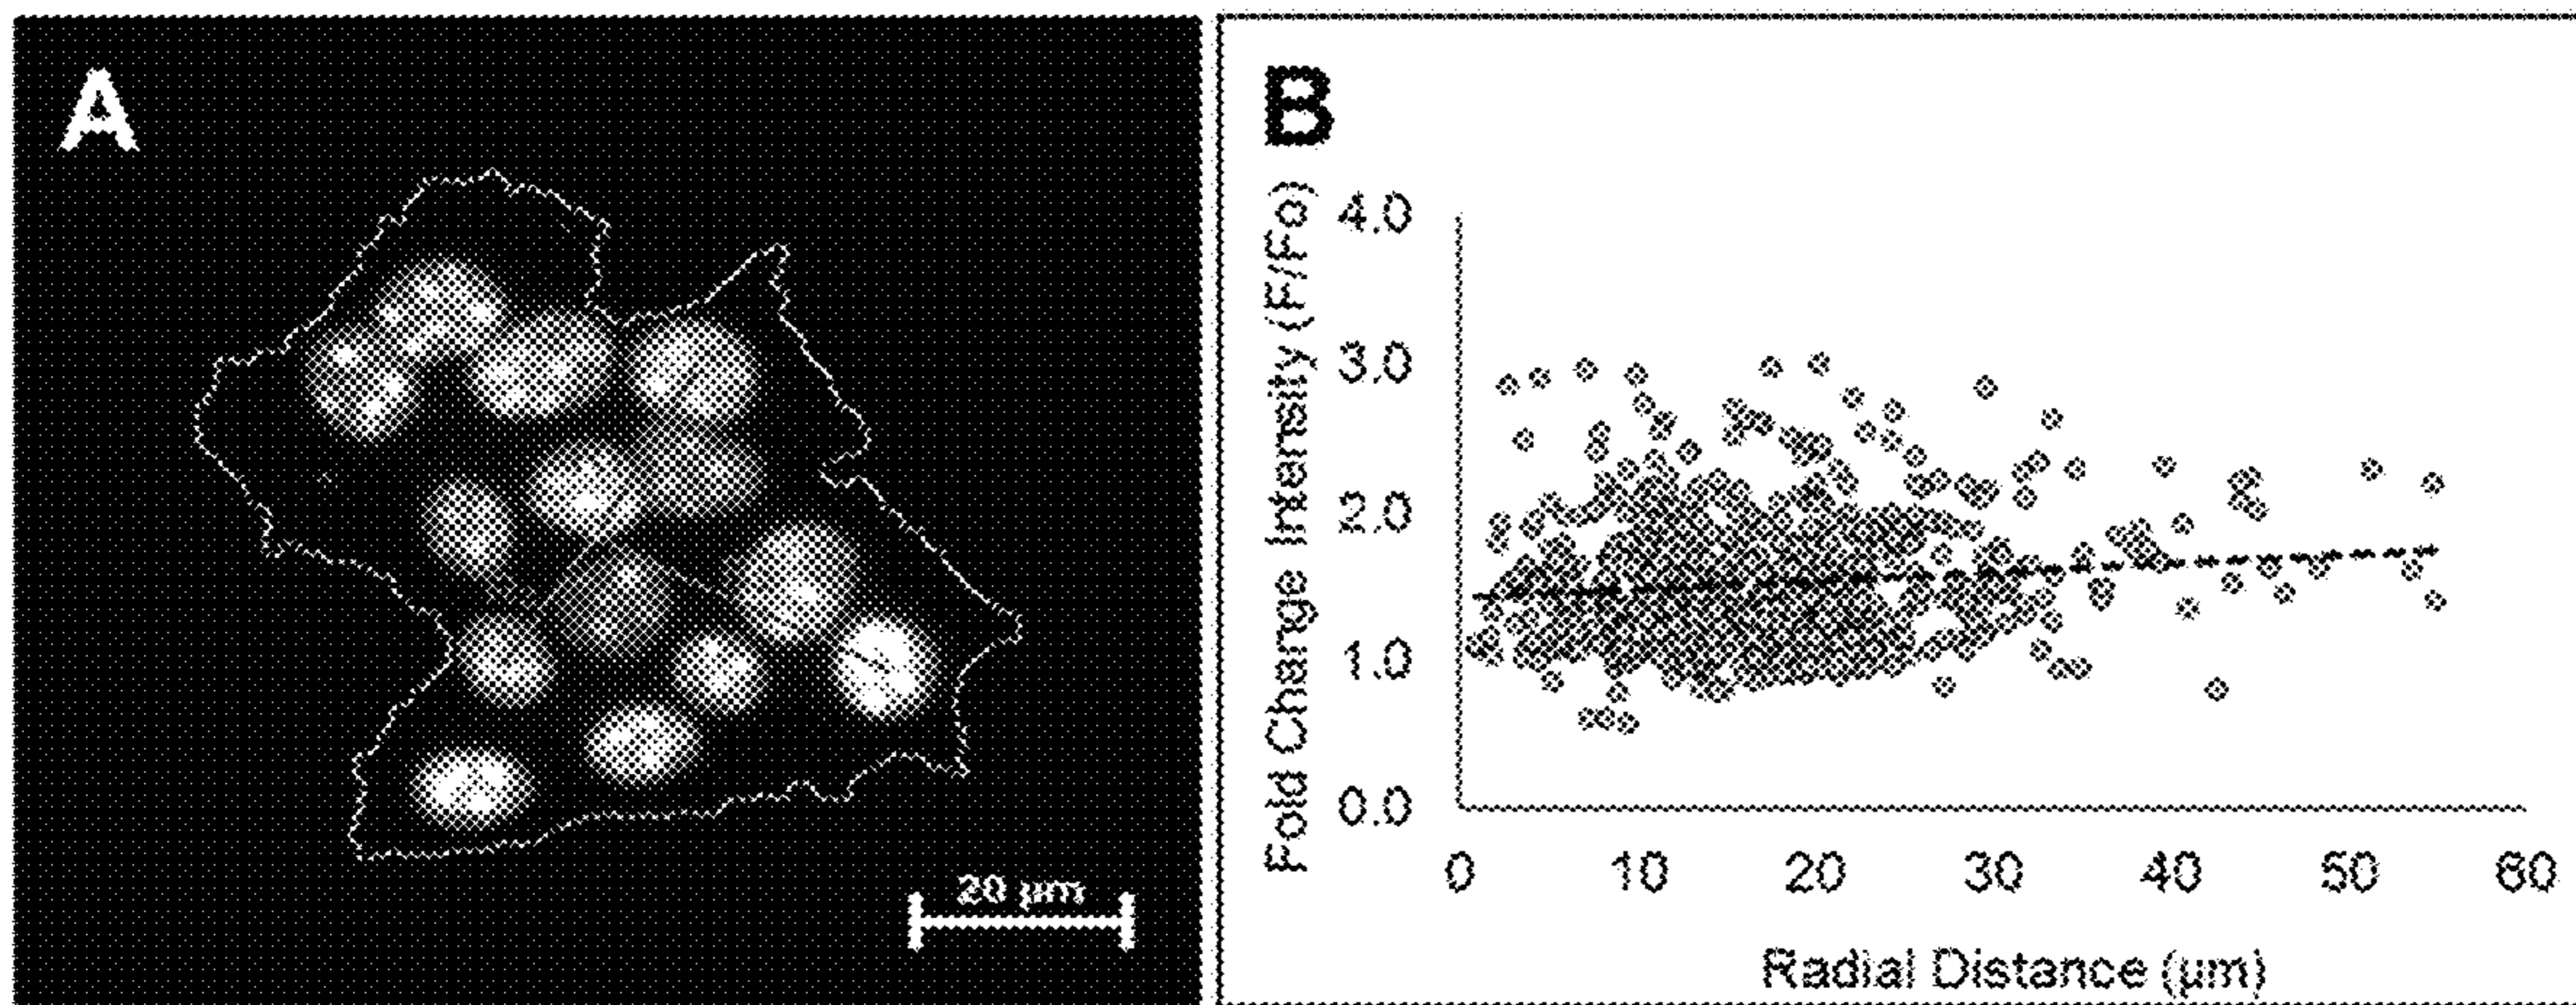 A
20 µm
B
Fold Change Intensity (F/Fo)
4.0
3.0
2.0
1.0
0.0
0 10 20 30 40 50 60
Radial Distance (µm)